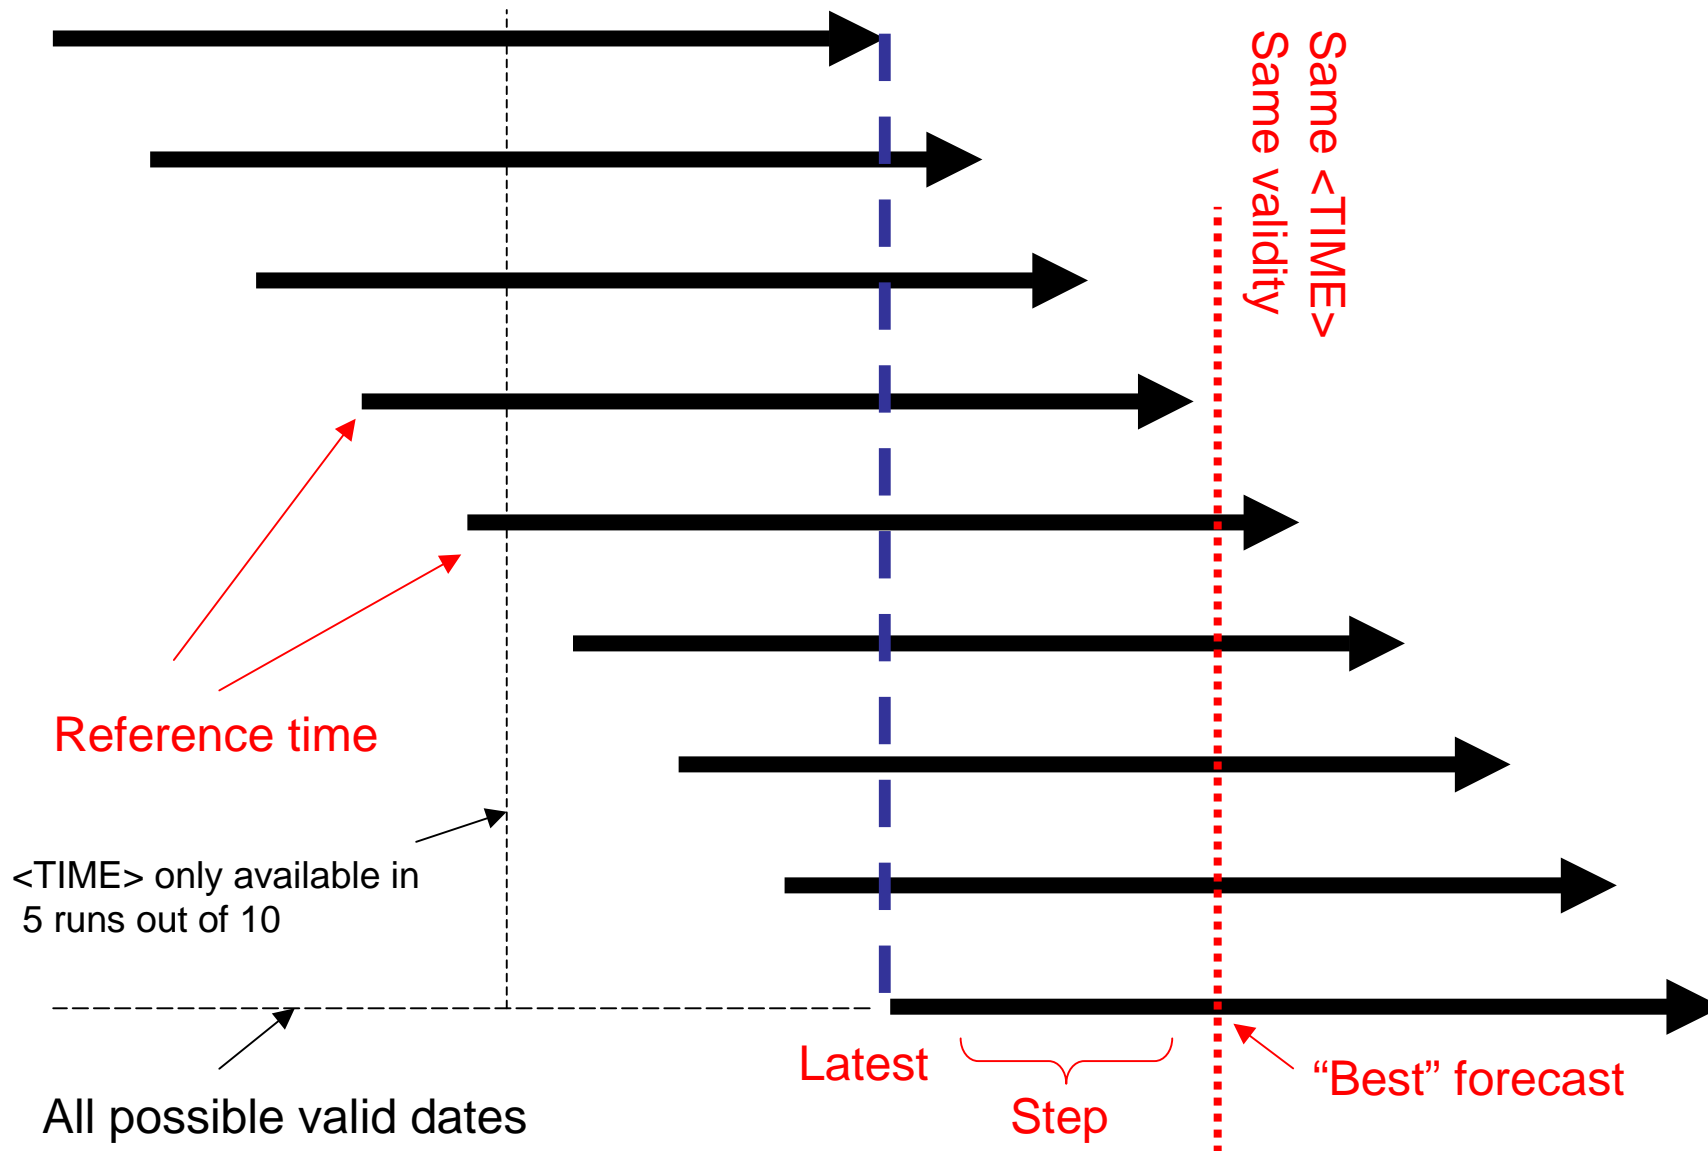 Same <TIME>
Same validity
Reference time
<TIME> only available in
5 runs out of 10
Latest
Step
“Best” forecast
All possible valid dates